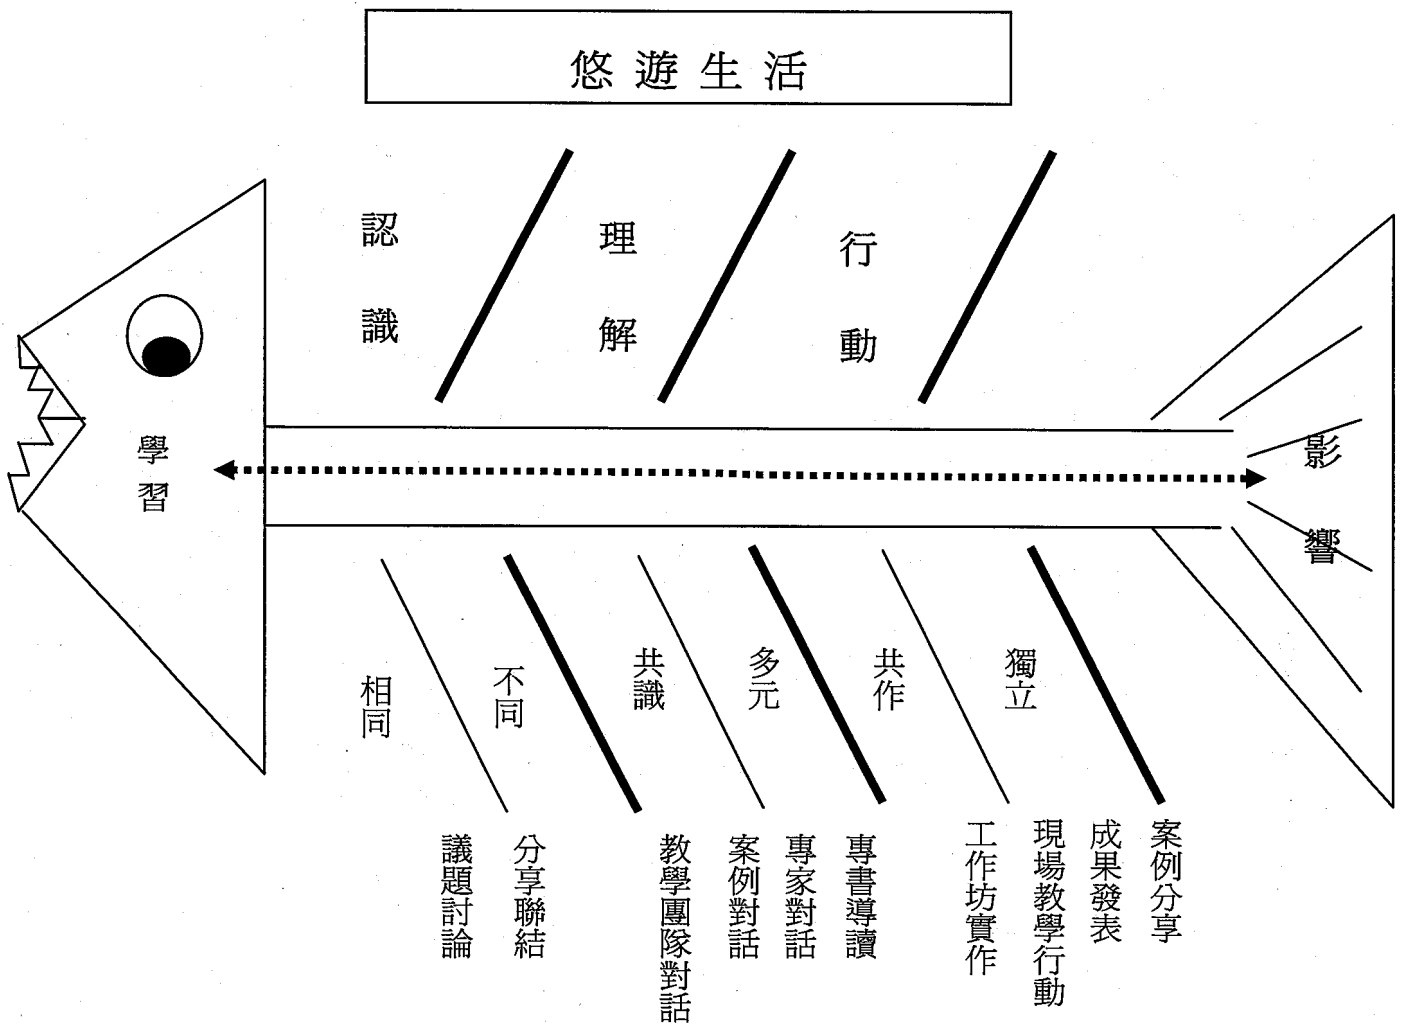 悠遊生活
認識
理解
行動
學習
影響
相同
不同
共識
多元
共作
獨立
議題討論
分享聯結
教學團隊對話
案例對話
專家對話
專書導讀
工作坊實作
現場教學行動
成果發表
案例分享